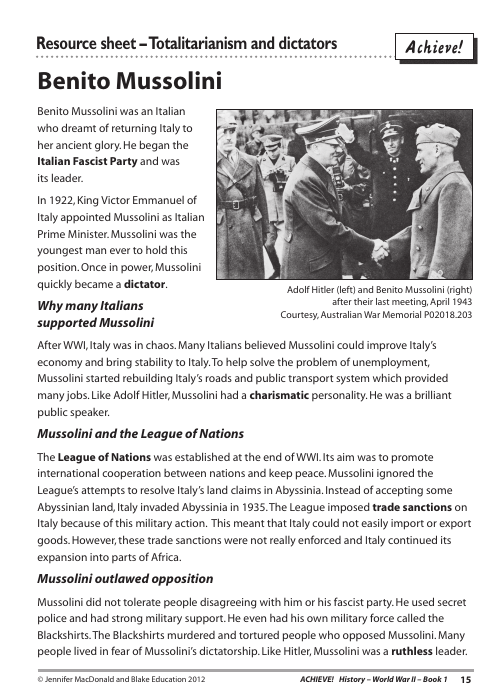 Resource sheet – Totalitarianism and dictators
Achieve!
Benito Mussolini
Benito Mussolini was an Italian
who dreamt of returning Italy to
her ancient glory. He began the
Italian Fascist Party and was
its leader.
In 1922, King Victor Emmanuel of
Italy appointed Mussolini as Italian
Prime Minister. Mussolini was the
youngest man ever to hold this
position. Once in power, Mussolini
quickly became a dictator.
Adolf Hitler (left) and Benito Mussolini (right)
after their last meeting, April 1943
Courtesy, Australian War Memorial P02018.203
Why many Italians
supported Mussolini
After WWI, Italy was in chaos. Many Italians believed Mussolini could improve Italy's
economy and bring stability to Italy. To help solve the problem of unemployment,
Mussolini started rebuilding Italy's roads and public transport system which provided
many jobs. Like Adolf Hitler, Mussolini had a charismatic personality. He was a brilliant
public speaker.
Mussolini and the League of Nations
The League of Nations was established at the end of WWI. Its aim was to promote
international cooperation between nations and keep peace. Mussolini ignored the
League's attempts to resolve Italy's land claims in Abyssinia. Instead of accepting some
Abyssinian land, Italy invaded Abyssinia in 1935. The League imposed trade sanctions on
Italy because of this military action. This meant that Italy could not easily import or export
goods. However, these trade sanctions were not really enforced and Italy continued its
expansion into parts of Africa.
Mussolini outlawed opposition
Mussolini did not tolerate people disagreeing with him or his fascist party. He used secret
police and had strong military support. He even had his own military force called the
Blackshirts. The Blackshirts murdered and tortured people who opposed Mussolini. Many
people lived in fear of Mussolini's dictatorship. Like Hitler, Mussolini was a ruthless leader.
© Jennifer MacDonald and Blake Education 2012
ACHIEVE! History – World War II – Book 1 15